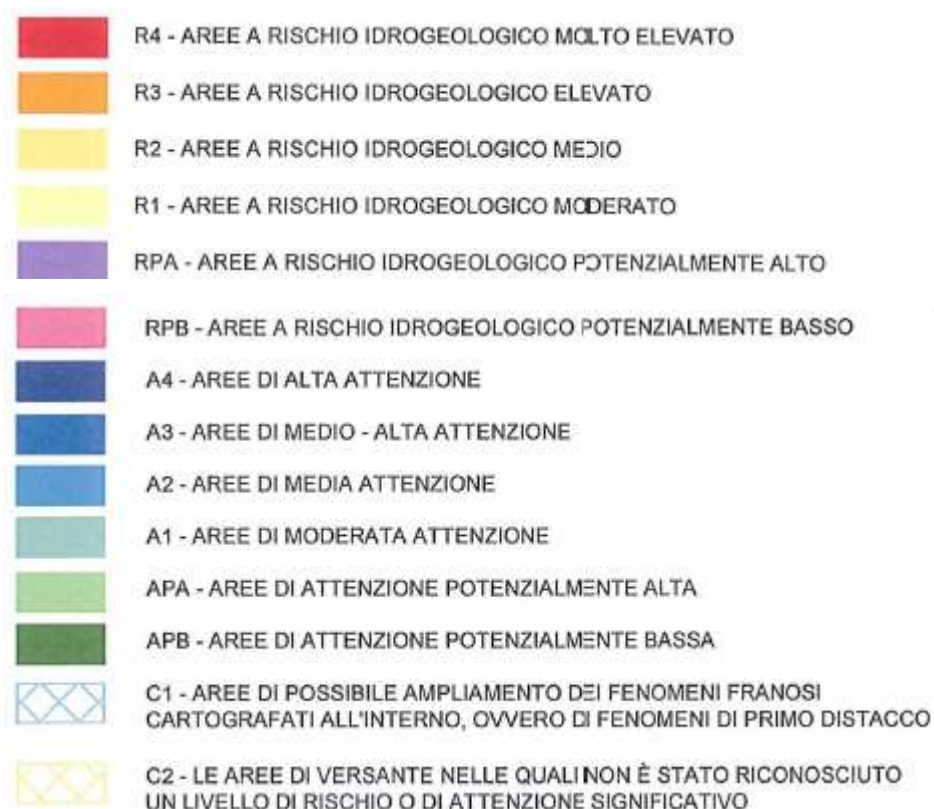 R4 - AREE A RISCHIO IDROGEOLOGICO MOLTO ELEVATO
R3 - AREE A RISCHIO IDROGEOLOGICO ELEVATO
R2 - AREE A RISCHIO IDROGEOLOGICO MEDIO
R1 - AREE A RISCHIO IDROGEOLOGICO MODERATO
RPA - AREE A RISCHIO IDROGEOLOGICO POTENZIALMENTE ALTO
RPB - AREE A RISCHIO IDROGEOLOGICO POTENZIALMENTE BASSO
A4 - AREE DI ALTA ATTENZIONE
A3 - AREE DI MEDIO - ALTA ATTENZIONE
A2 - AREE DI MEDIA ATTENZIONE
A1 - AREE DI MODERATA ATTENZIONE
APA - AREE DI ATTENZIONE POTENZIALMENTE ALTA
APB - AREE DI ATTENZIONE POTENZIALMENTE BASSA
C1 - AREE DI POSSIBILE AMPLIAMENTO DEI FENOMENI FRANOSI
CARTOGRAFATI ALL'INTERNO, OVVERO DI FENOMENI DI PRIMO DISTACCO
C2 - LE AREE DI VERSANTE NELLE QUALI NON È STATO RICONOSCIUTO
UN LIVELLO DI RISCHIO O DI ATTENZIONE SIGNIFICATIVO